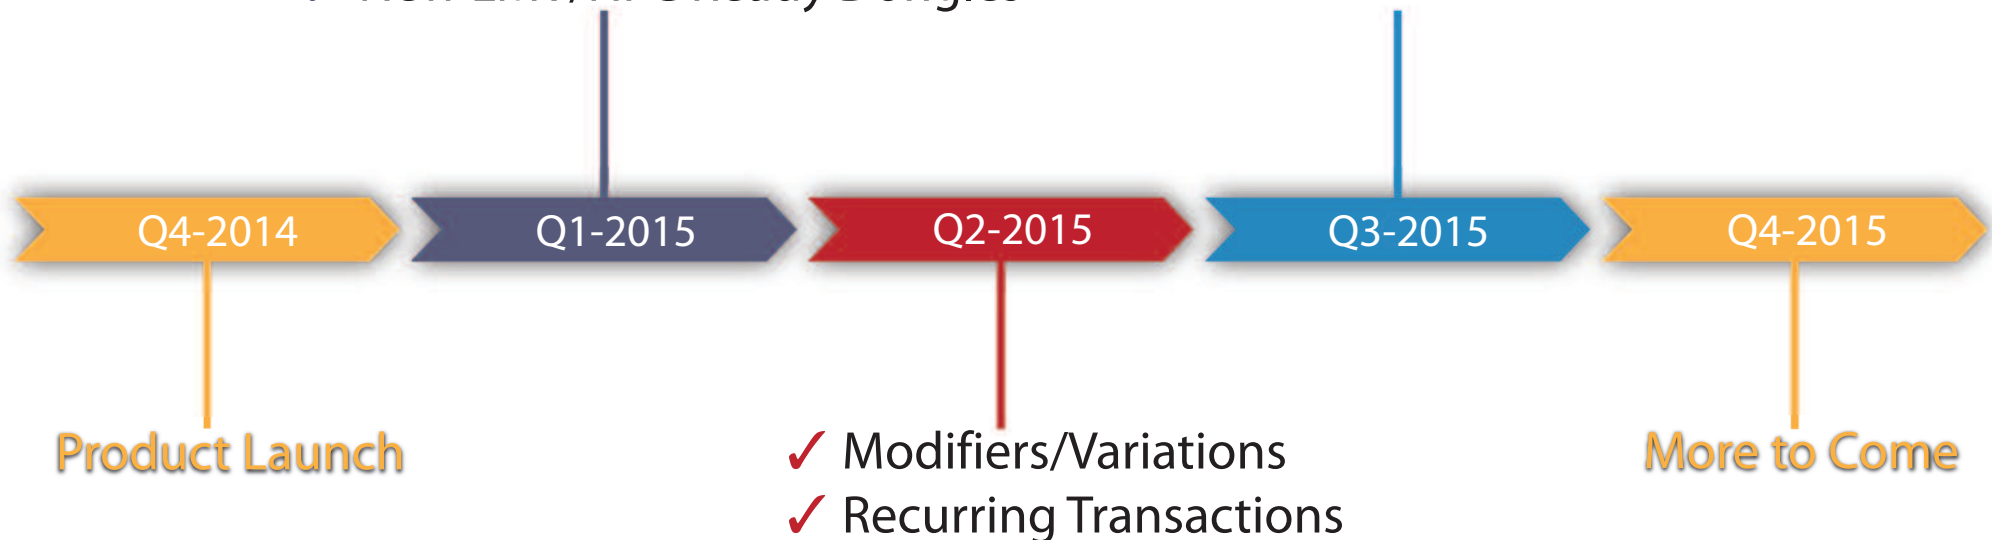 Dongles
Q4-2014
Q1-2015
Q2-2015
Q3-2015
Q4-2015
Product Launch
✓ Modifiers/Variations
More to Come
✓ Recurring Transactions